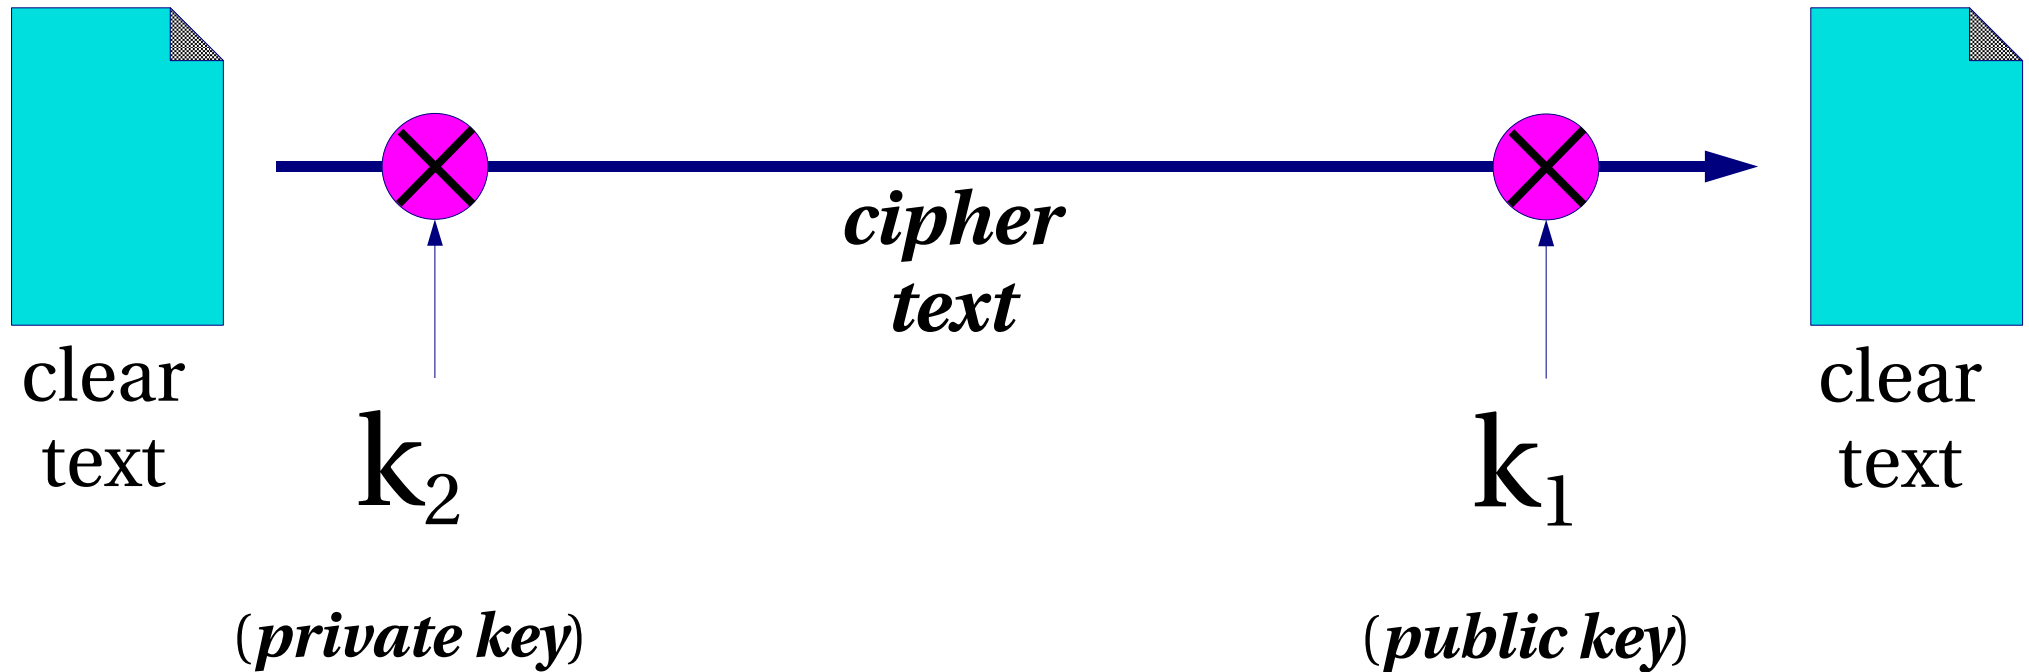 cipher
text
clear
text
k₂
k₁
clear
text
(private key)
(public key)